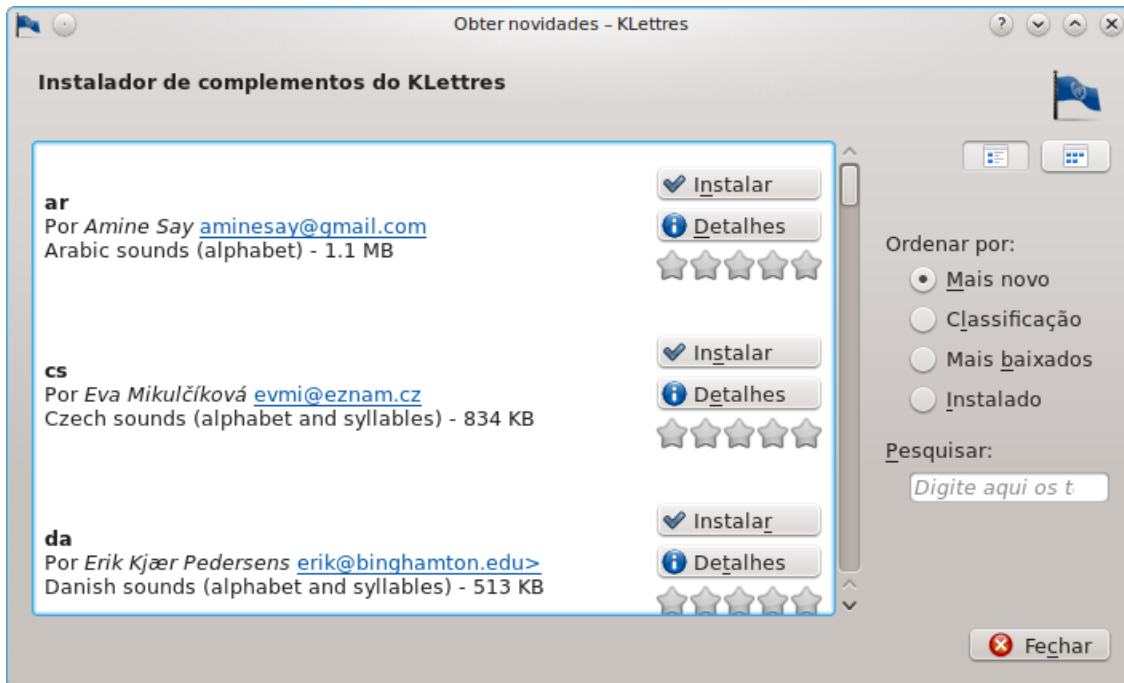 Obter novidades – KLettres
Instalador de complementos do KLettres
ar
Por Amine Say aminesay@gmail.com
Arabic sounds (alphabet) - 1.1 MB
Instalar
Detalhes
cs
Por Eva Mikulčíková evmi@eznam.cz
Czech sounds (alphabet and syllables) - 834 KB
Instalar
Detalhes
da
Por Erik Kjær Pedersens erik@binghamton.edu>
Danish sounds (alphabet and syllables) - 513 KB
Instalar
Detalhes
Ordenar por:
Mais novo
Classificação
Mais baixados
Instalado
Pesquisar:
Digite aqui os t
Fechar